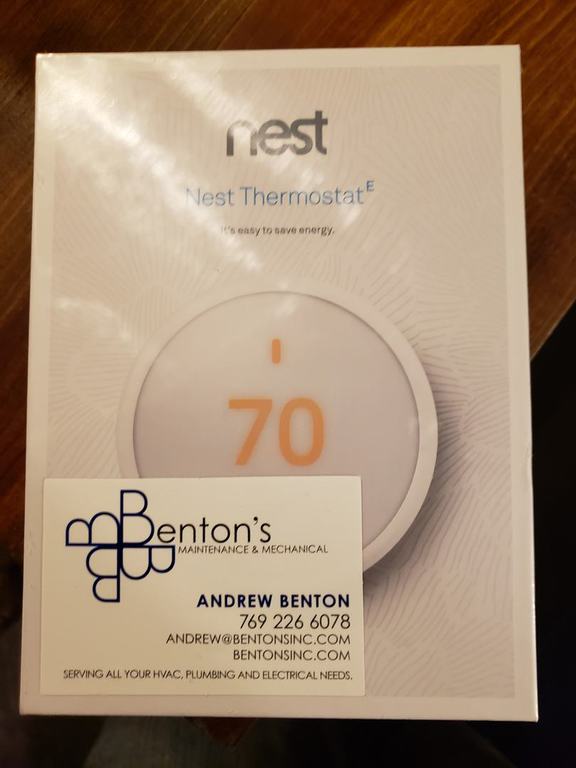 nest
Nest Thermostat E
It's easy to save energy.
70
Benton's
MAINTENANCE & MECHANICAL
ANDREW BENTON
769 226 6078
ANDREW@BENTONSINC.COM
BENTONSINC.COM
SERVING ALL YOUR HVAC, PLUMBING AND ELECTRICAL NEEDS.